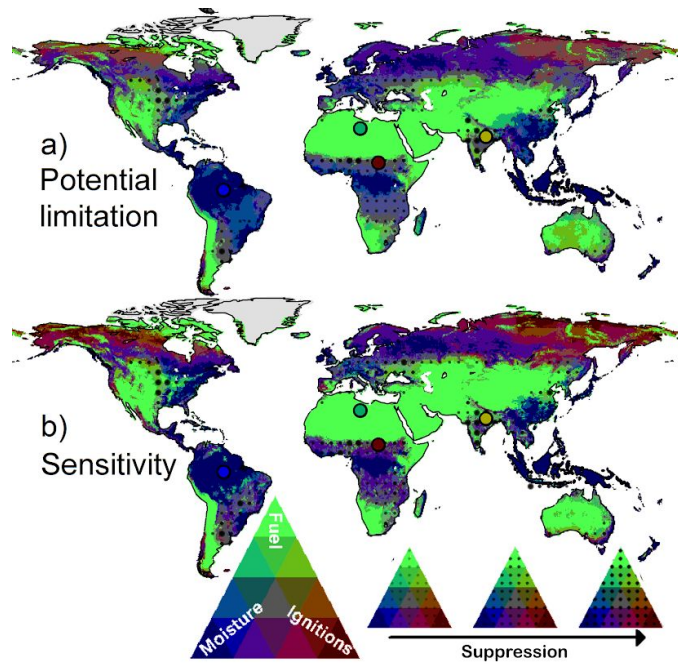 a)
Potential
limitation
b)
Sensitivity
Fuel
Moisture
Ignitions
Suppression